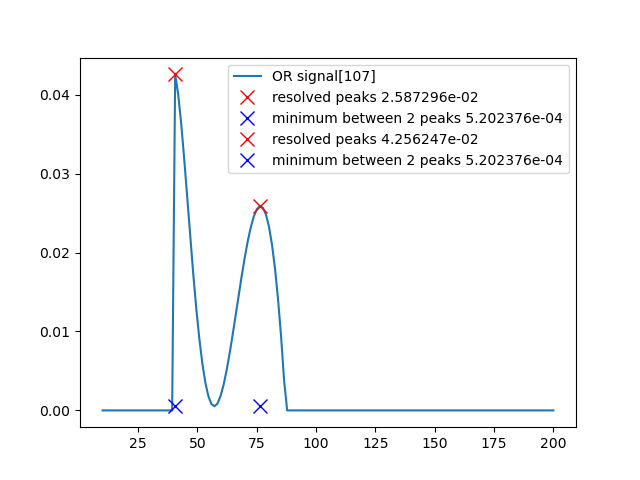 OR signal[107]
resolved peaks 2.587296e-02
minimum between 2 peaks 5.202376e-04
resolved peaks 4.256247e-02
minimum between 2 peaks 5.202376e-04
0.04
0.03
0.02
0.01
0.00
25 50 75 100 125 150 175 200